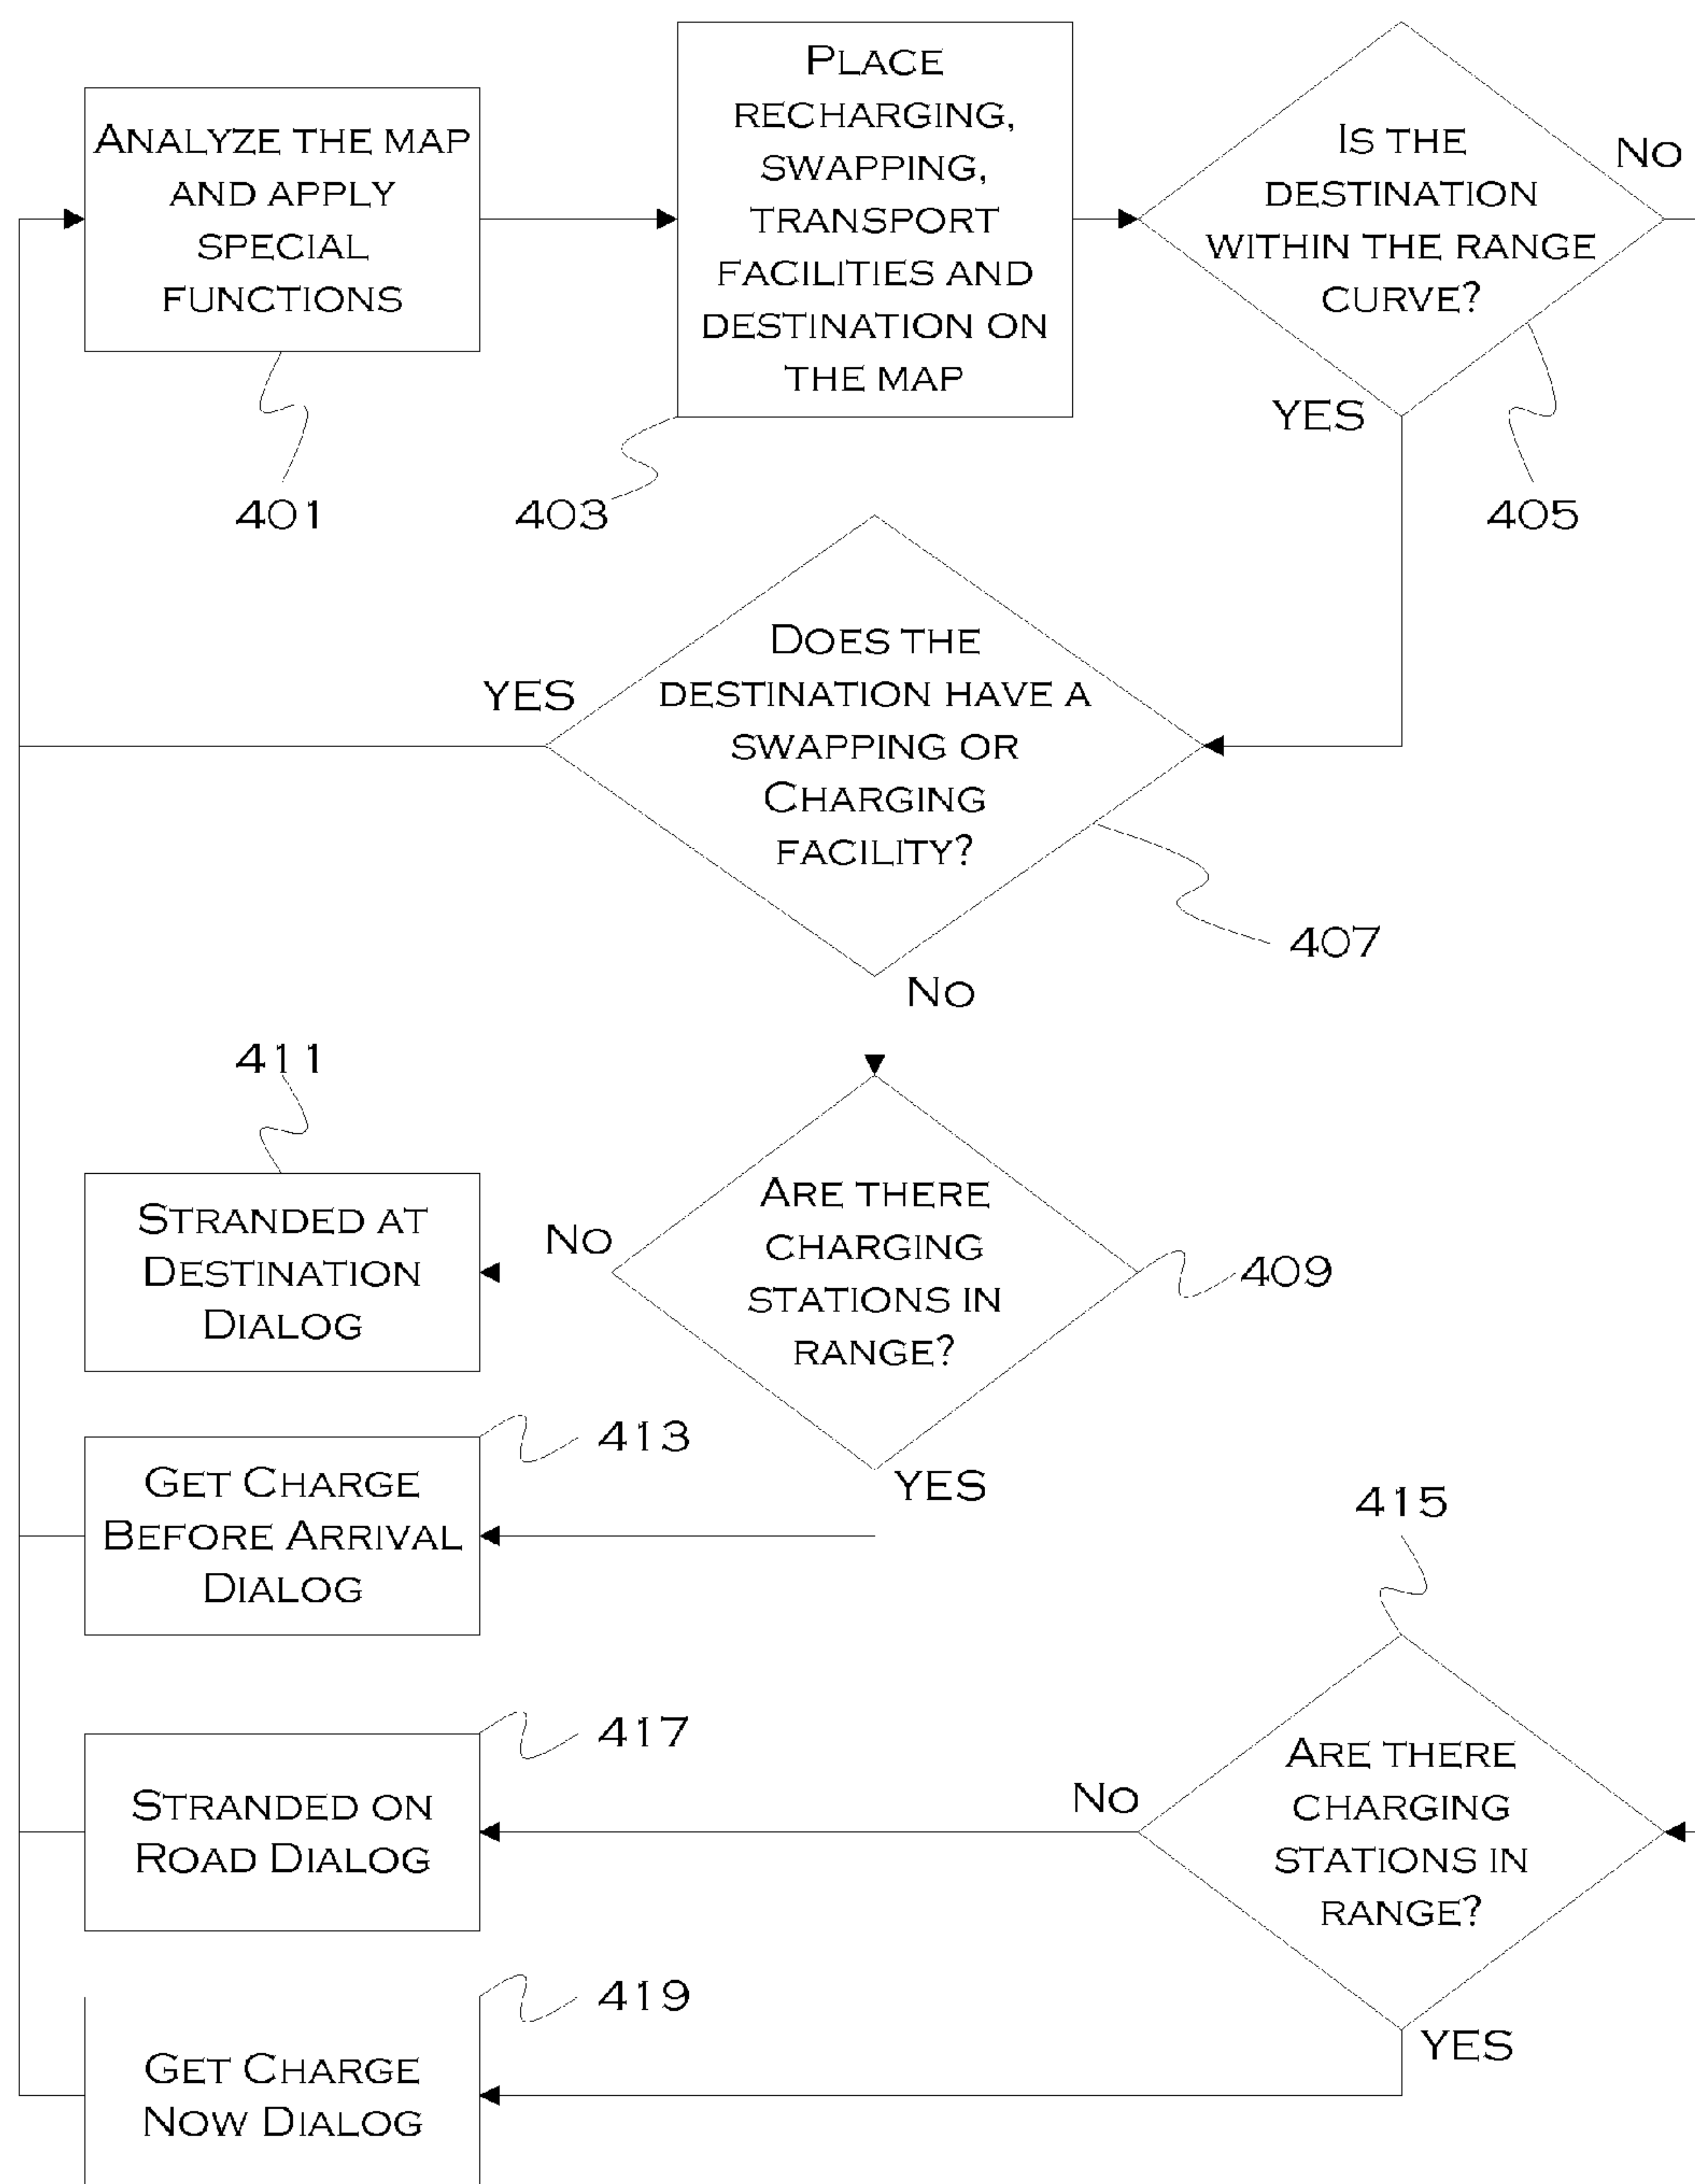 ANALYZE THE MAP
AND APPLY
SPECIAL
FUNCTIONS
401
PLACE
RECHARGING,
SWAPPING,
TRANSPORT
FACILITIES AND
DESTINATION ON
THE MAP
403
IS THE
DESTINATION
WITHIN THE RANGE
CURVE?
NO
YES
405
DOES THE
DESTINATION HAVE A
SWAPPING OR
CHARGING
FACILITY?
YES
NO
407
411
STRANDED AT
DESTINATION
DIALOG
NO
ARE THERE
CHARGING
STATIONS IN
RANGE?
409
YES
413
GET CHARGE
BEFORE ARRIVAL
DIALOG
415
417
STRANDED ON
ROAD DIALOG
NO
ARE THERE
CHARGING
STATIONS IN
RANGE?
YES
419
GET CHARGE
NOW DIALOG